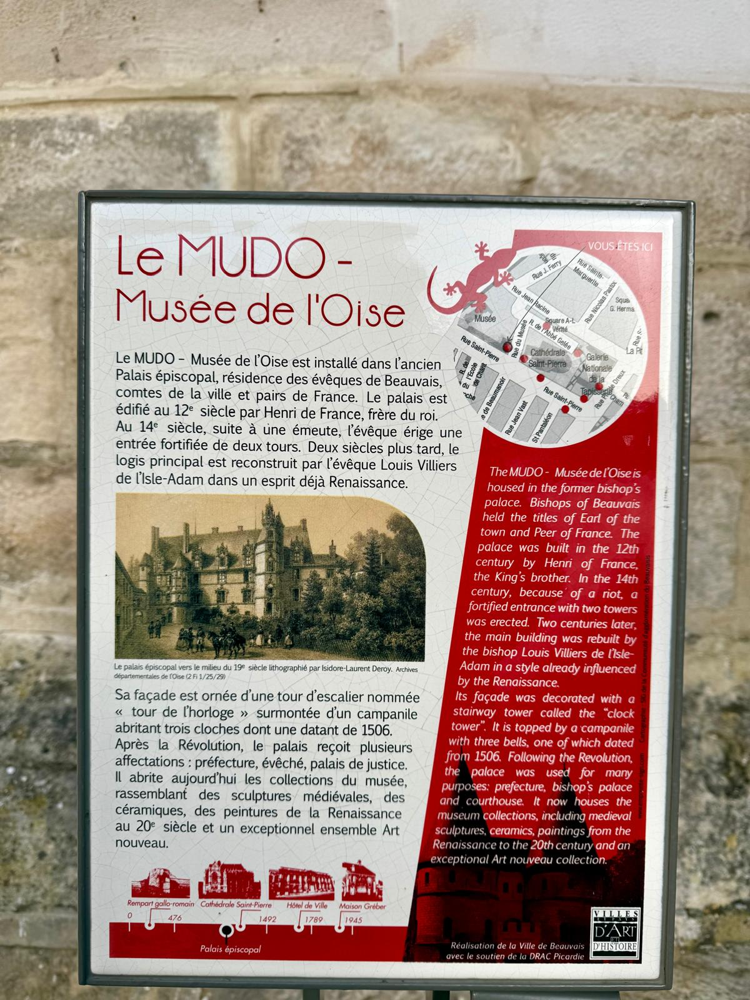 Le MUDO -
Musée de l'Oise
Le MUDO - Musée de l'Oise est installé dans l'ancien
Palais épiscopal, résidence des évêques de Beauvais,
comtes de la ville et pairs de France. Le palais est
édifié au 12e siècle par Henri de France, frère du roi.
Au 14e siècle, suite à une émeute, l'évêque érige une
entrée fortifiée de deux tours. Deux siècles plus tard, le
logis principal est reconstruit par l'évêque Louis Villiers
de l'Isle-Adam dans un esprit déjà Renaissance.
Le palais épiscopal vers le milieu du 19e siècle lithographié par Isidore-Laurent Deroy. Archives
départementales de l'Oise (2 Fi 1/25/29)
Sa façade est ornée d'une tour d'escalier nommée
« tour de l'horloge » surmontée d'un campanile
abritant trois cloches dont une datant de 1506.
Après la Révolution, le palais reçoit plusieurs
affectations : préfecture, évêché, palais de justice.
Il abrite aujourd'hui les collections du musée,
rassemblant des sculptures médiévales, des
céramiques, des peintures de la Renaissance
au 20e siècle et un exceptionnel ensemble Art
nouveau.
VOUS ÊTES ICI
Rue J. Ferry
Rue Sainte-
Marguerite
Rue Nicolas Pastor
Squa
G. Herma
Rue Jean Racine
Musée
Square A-L
Vérité
R. de l'Abbé Gelée
Rue du Musée
Rue Saint-Pierre
Cathédrale
Saint-Pierre
Galerie
Nationale
de la
Tapisserie
Rue S-
La P
R. de
l'Ecole
de Chant
du
che
e de Beaumanoir
Rue Jean Vast
St Pantaléon
Rue Saint-Pierre
The MUDO - Musée de l'Oise is
housed in the former bishop's
palace. Bishops of Beauvais
held the titles of Earl of the
town and Peer of France. The
palace was built in the 12th
century by Henri of France,
the King's brother. In the 14th
century, because of a riot, a
fortified entrance with two towers
was erected. Two centuries later,
the main building was rebuilt by
the bishop Louis Villiers de l'Isle-
Adam in a style already influenced
by the Renaissance.
Its façade was decorated with a
stairway tower called the "clock
tower". It is topped by a campanile
with three bells, one of which dated
from 1506. Following the Revolution,
the palace was used for many
purposes: prefecture, bishop's palace
and courthouse. It now houses the
museum collections, including medieval
sculptures, ceramics, paintings from the
Renaissance to the 20th century and an
exceptional Art nouveau collection.
Cartographie : SIG de la Communauté d'agglomération du Beauvaisis
Rempart gallo-romain
Cathédrale Saint-Pierre
Hôtel de Ville
Maison Gréber
0
476
1492
1789
1945
Palais épiscopal
Réalisation de la Ville de Beauvais
avec le soutien de la DRAC Picardie
VILLES
ET PAYS
D'ART
ET
D'HISTOIRE